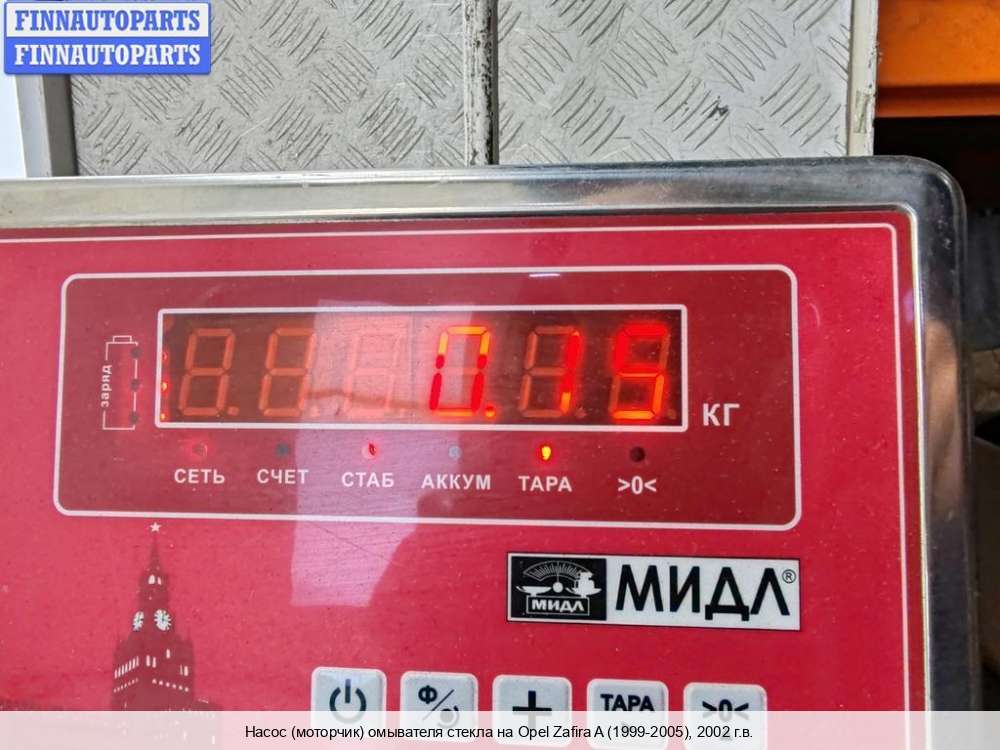 FINNAUTOPARTS
FINNAUTOPARTS
заряд
0.15
КГ
СЕТЬ СЧЕТ СТАБ АККУМ ТАРА >0<
МИДЛ МИДЛ®
Ф/ + ТАРА >0<
Насос (моторчик) омывателя стекла на Opel Zafira A (1999-2005), 2002 г.в.